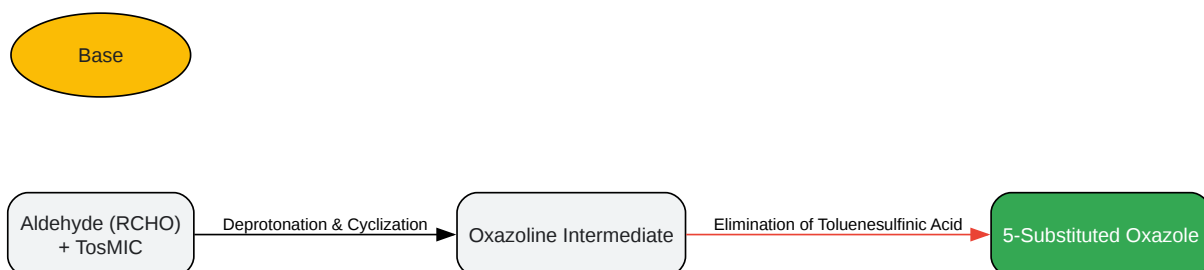 Base
Aldehyde (RCHO)
+ TosMIC
Deprotonation & Cyclization
Oxazoline Intermediate
Elimination of Toluenesulfinic Acid
5-Substituted Oxazole